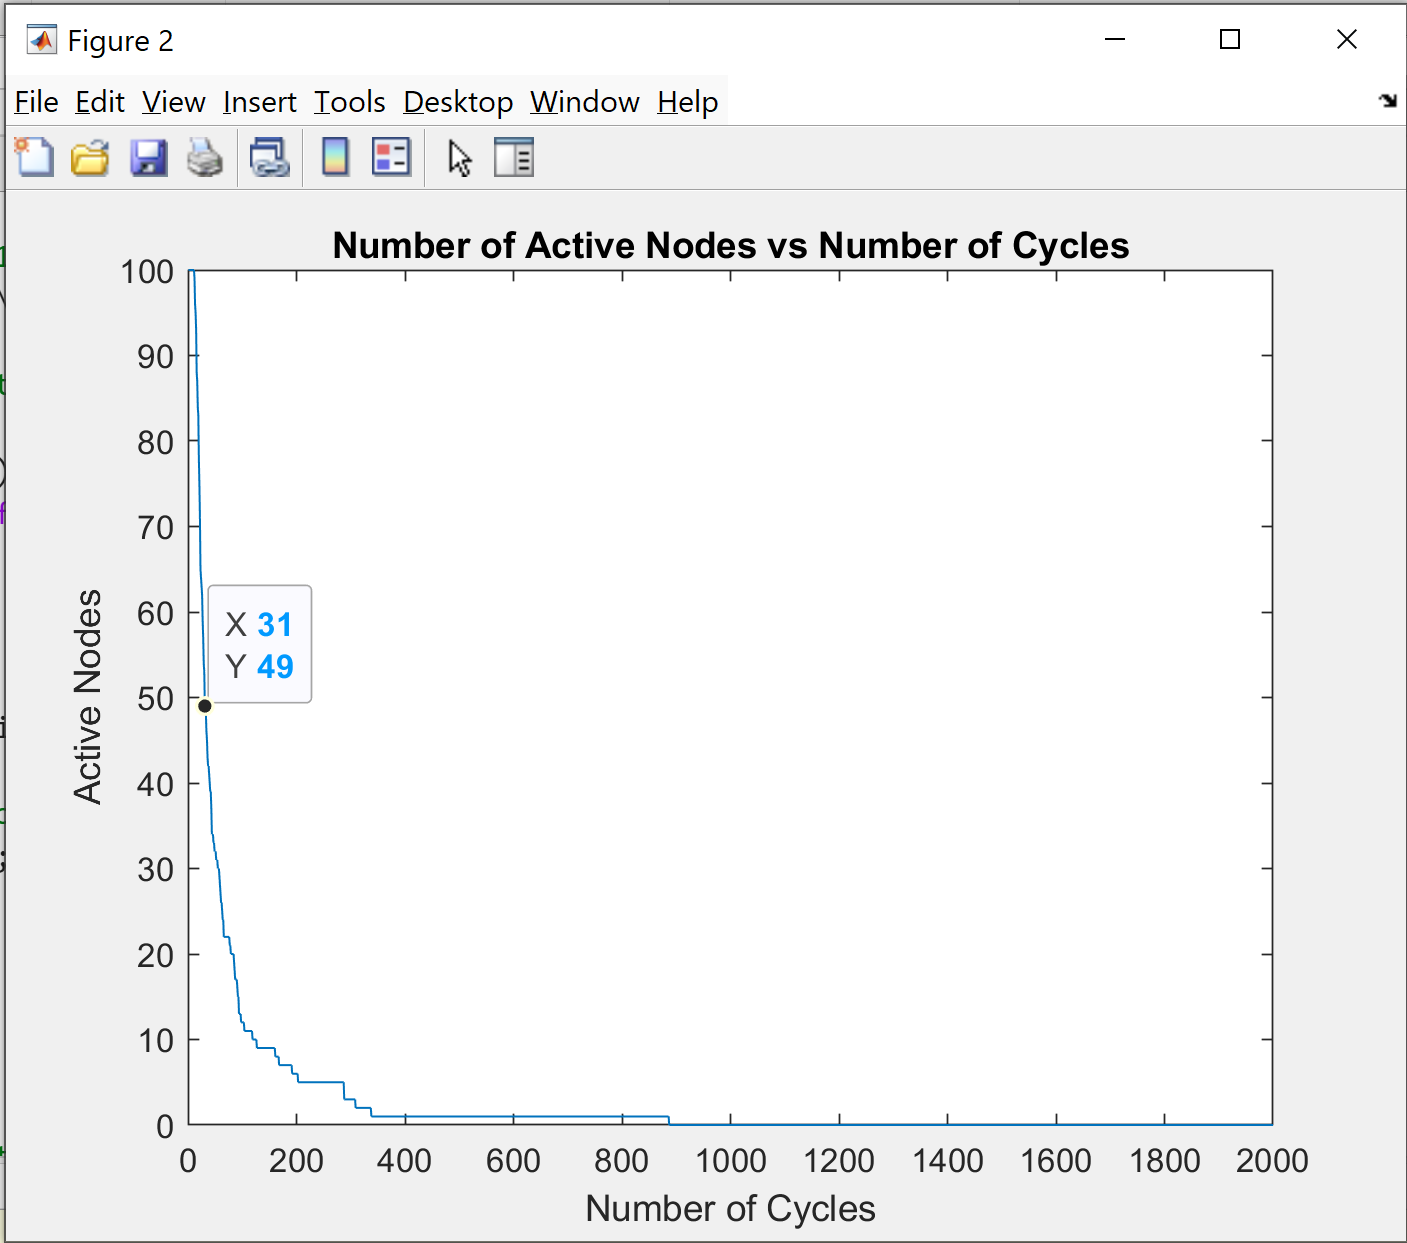 Figure 2
File Edit View Insert Tools Desktop Window Help
Number of Active Nodes vs Number of Cycles
100
90
80
70
60
50
40
30
20
10
0
Active Nodes
X 31
Y 49
0 200 400 600 800 1000 1200 1400 1600 1800 2000
Number of Cycles